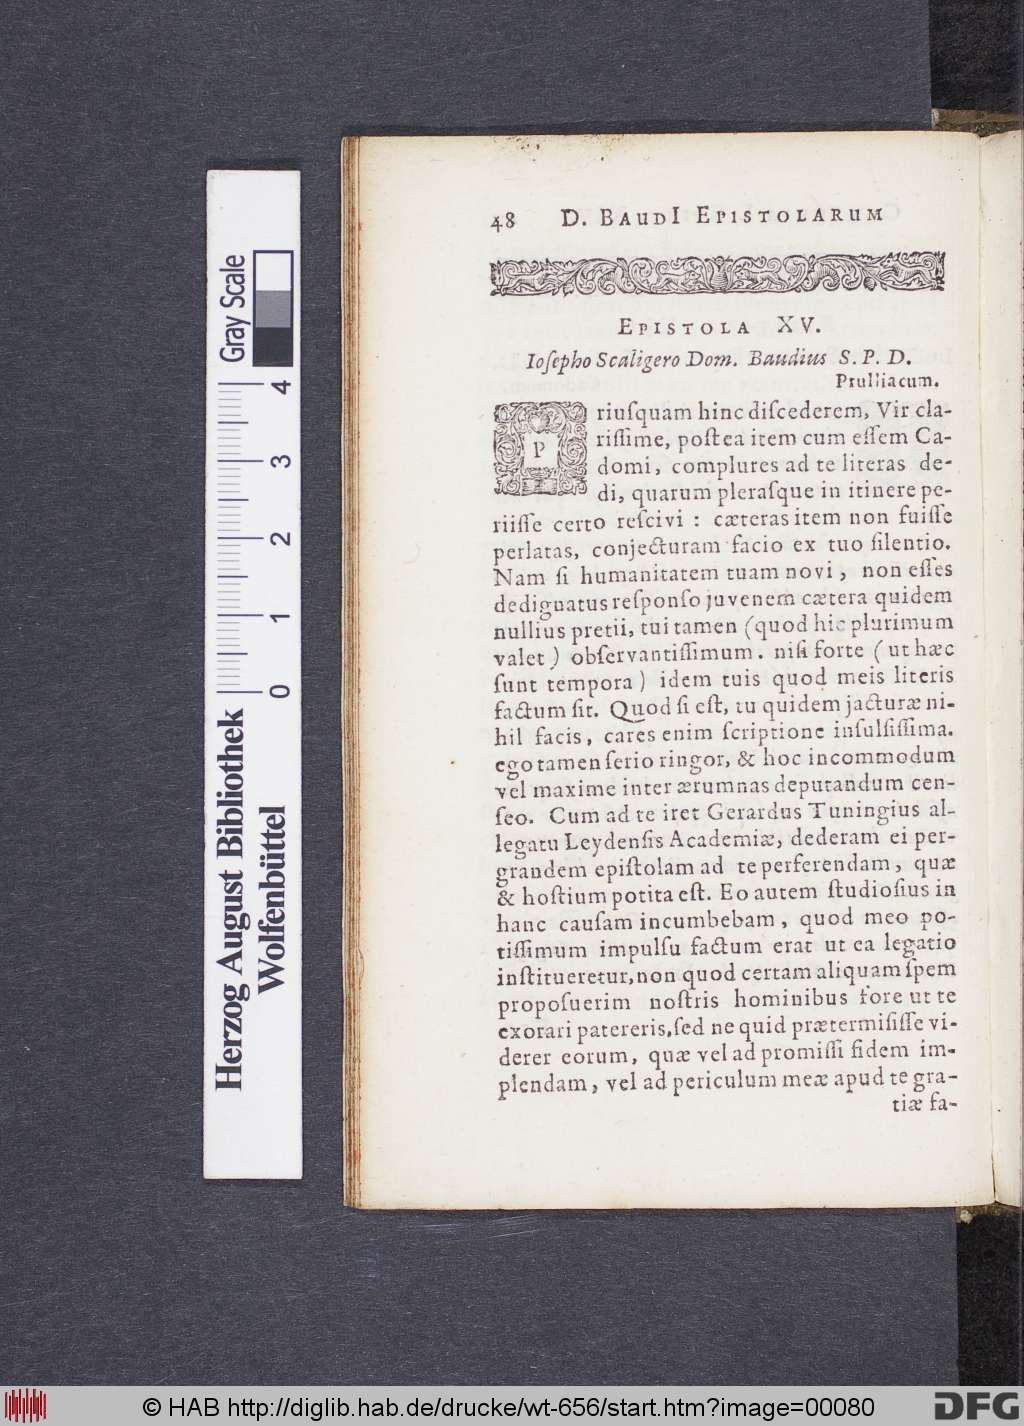 48 D. BAUDI EPISTOLARUM
EPISTOLA XV.
Ioſepho Scaligero Dom. Baudius S. P. D.
Prulliacum.
Priuſquam hinc diſcederem, Vir cla-
riſſime, poſtea item cum eſſem Ca-
domi, complures ad te literas de-
di, quarum pleraſque in itinere pe-
riiſſe certo reſcivi : cæteras item non fuiſſe
perlatas, conjecturam facio ex tuo ſilentio.
Nam ſi humanitatem tuam novi, non eſſes
dedignatus reſponſo juvenem cætera quidem
nullius pretii, tui tamen (quod hic plurimum
valet) obſervantiſſimum. niſi forte (ut hæc
ſunt tempora) idem tuis quod meis literis
factum ſit. Quod ſi eſt, tu quidem jacturæ ni-
hil facis, cares enim ſcriptione inſulſiſſima.
ego tamen ſerio ringor, & hoc incommodum
vel maxime inter ærumnas deputandum cen-
ſeo. Cum ad te iret Gerardus Tuningius al-
legatu Leydenſis Academiæ, dederam ei per-
grandem epiſtolam ad te perferendam, quæ
& hoſtium potita eſt. Eo autem ſtudioſius in
hanc cauſam incumbebam, quod meo po-
tiſſimum impulſu factum erat ut ea legatio
inſtitueretur, non quod certam aliquam ſpem
propoſuerim noſtris hominibus fore ut te
exorari patereris, ſed ne quid prætermiſiſſe vi-
derer eorum, quæ vel ad promiſſi fidem im-
plendam, vel ad periculum meæ apud te gra-
tiæ fa-
Gray Scale
4
3
2
1
0
Herzog August Bibliothek
Wolfenbüttel
© HAB http://diglib.hab.de/drucke/wt-656/start.htm?image=00080
DFG